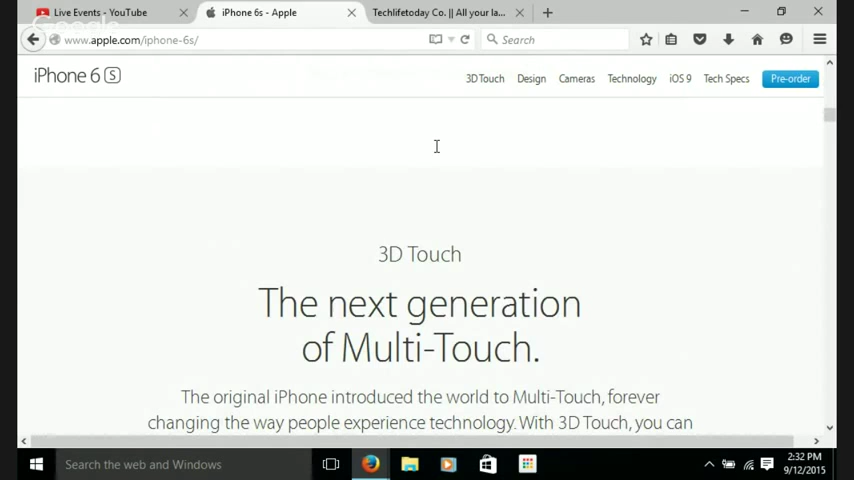 Live Events - YouTube
iPhone 6s - Apple
Techlifetoday Co. || All your la...
www.apple.com/iphone-6s/
Search
iPhone 6 S
3D Touch
Design
Cameras
Technology
iOS 9
Tech Specs
Pre-order
3D Touch
The next generation
of Multi-Touch.
The original iPhone introduced the world to Multi-Touch, forever
changing the way people experience technology. With 3D Touch, you can
Search the web and Windows
2:32 PM
9/12/2015